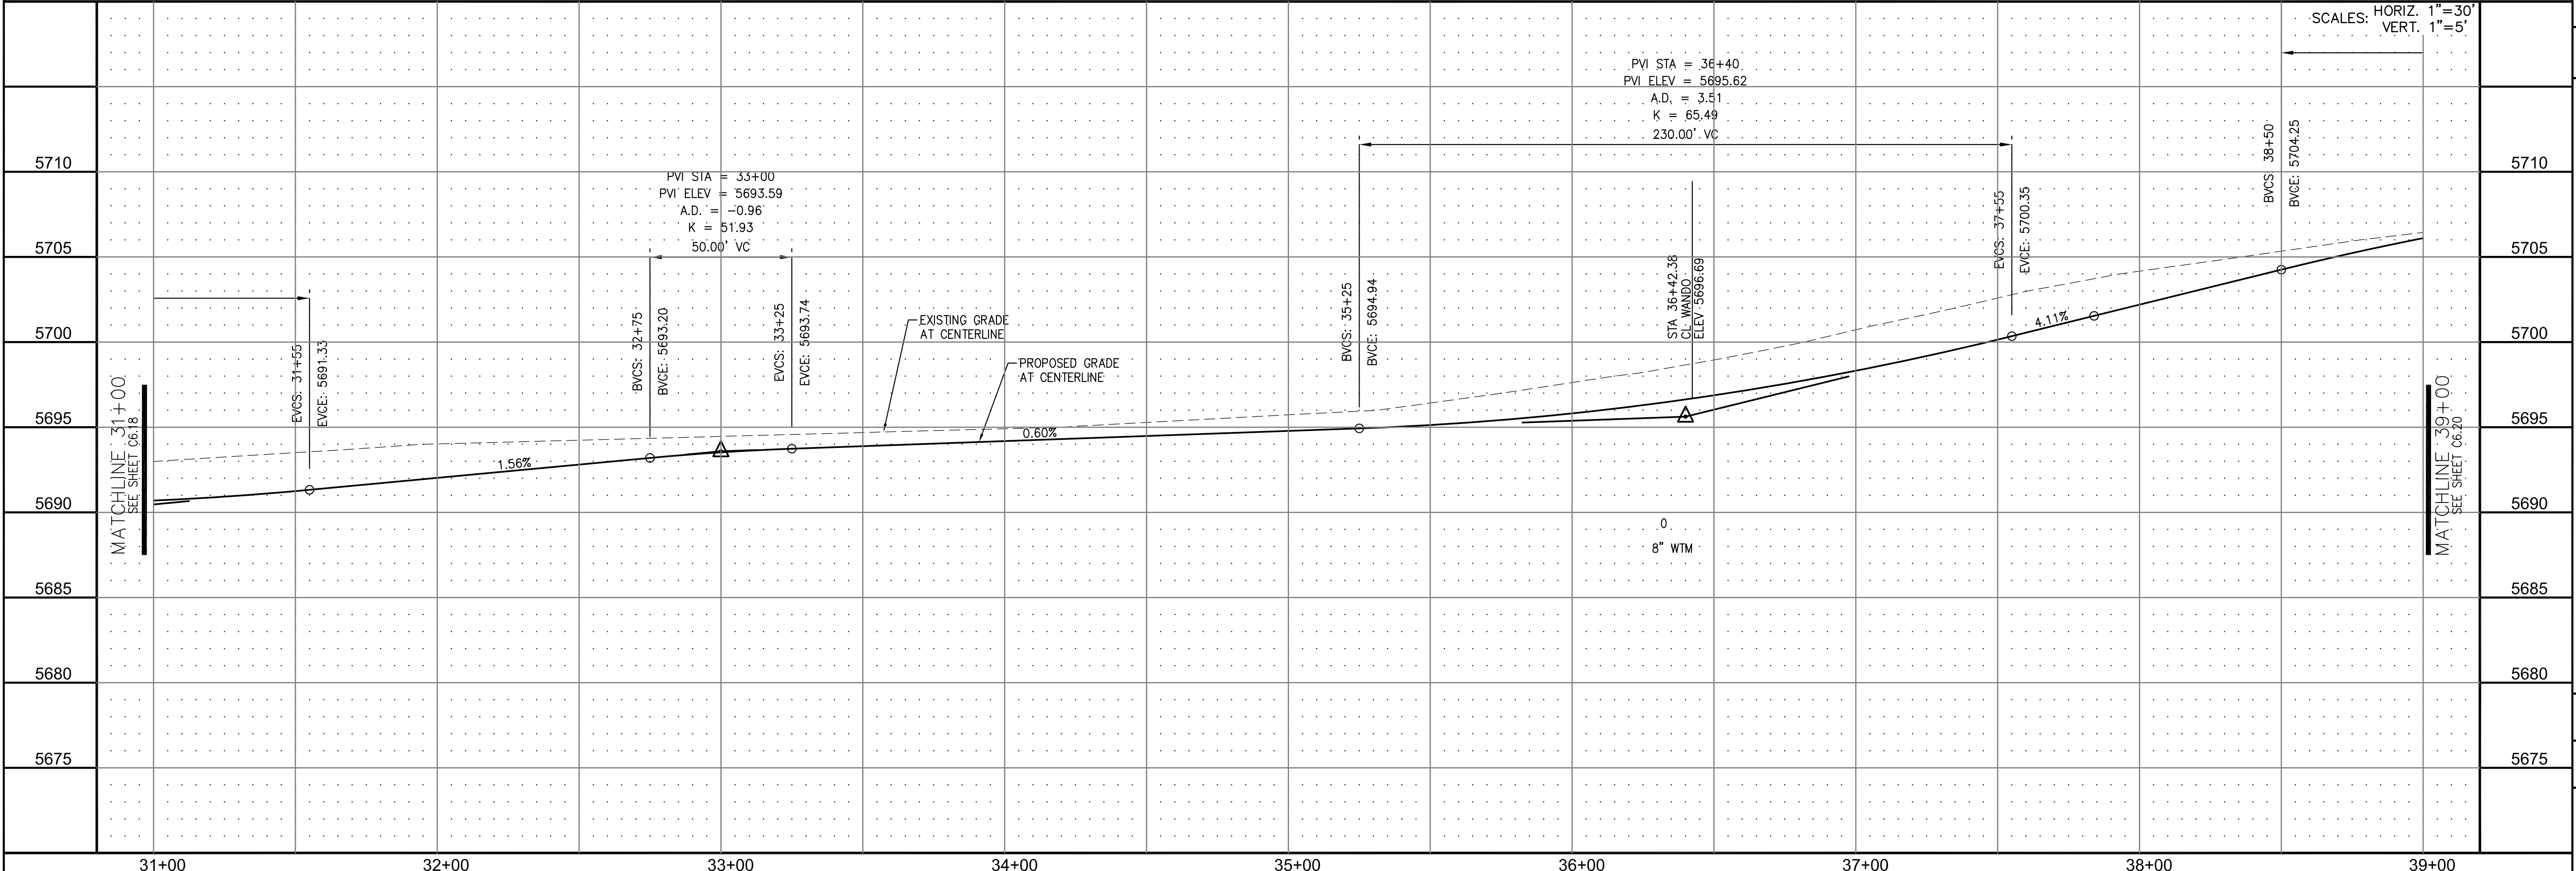 SCALES: HORIZ. 1"=30'
VERT. 1"=5'
PVI STA = 36+40
PVI ELEV = 5695.62
A.D. = 3.51
K = 65.49
230.00' VC
BVCS 38+50
BVCE: 5704.25
PVI STA = 33+00
PVI ELEV = 5693.59
A.D. = -0.96
K = 51.93
50.00' VC
5710
5705
5700
5695
5690
5685
5680
5675
5710
5705
5700
5695
5690
5685
5680
5675
MATCHLINE 31+00
SEE SHEET C6.18
EVCS: 31+55
EVCE: 5691.33
1.56%
BVCS: 32+75
BVCE: 5693.20
EVCS: 33+25
EVCE: 5693.74
EXISTING GRADE
AT CENTERLINE
PROPOSED GRADE
AT CENTERLINE
0.60%
BVCS: 35+25
BVCE: 5694.94
STA 36+42.38
CL WANDO
ELEV 5696.69
EVCS: 37+55
EVCE: 5700.35
4.11%
0
8" WTM
MATCHLINE 39+00
SEE SHEET C6.20
31+00
32+00
33+00
34+00
35+00
36+00
37+00
38+00
39+00